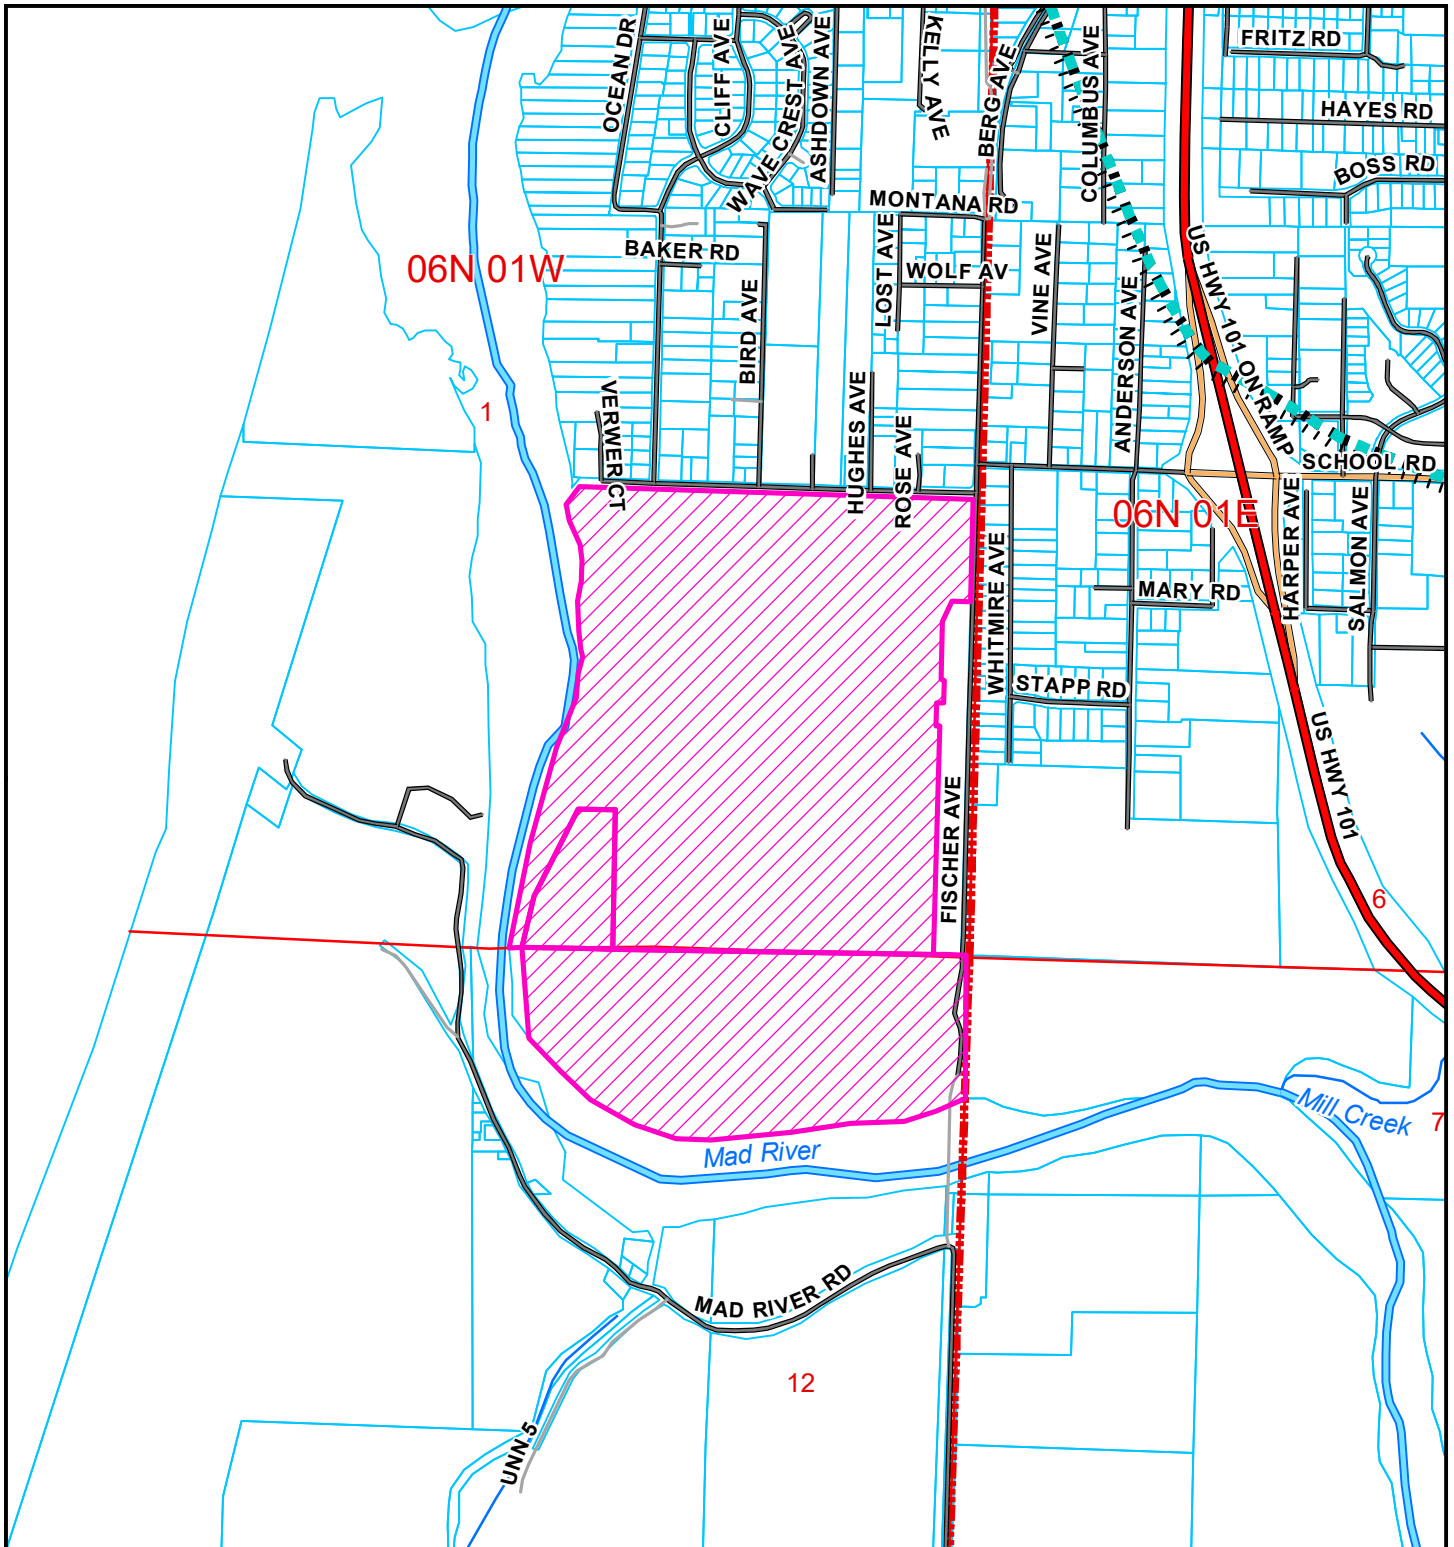 OCEAN DR
CLIFF AVE
WAVE CREST AVE
ASHDOWN AVE
KELLY AVE
BERG AVE
COLUMBUS AVE
FRITZ RD
HAYES RD
BOSS RD
MONTANA RD
BAKER RD
06N 01W
LOST AVE
WOLF AV
VINE AVE
BIRD AVE
ANDERSON AVE
US HWY 101 ON RAMP
1
VERWER CT
HUGHES AVE
ROSE AVE
SCHOOL RD
06N 01E
WHITMIRE AVE
HARPER AVE
SALMON AVE
MARY RD
STAPP RD
US HWY 101
FISCHER AVE
6
Mill Creek
7
Mad River
MAD RIVER RD
12
UNN 5